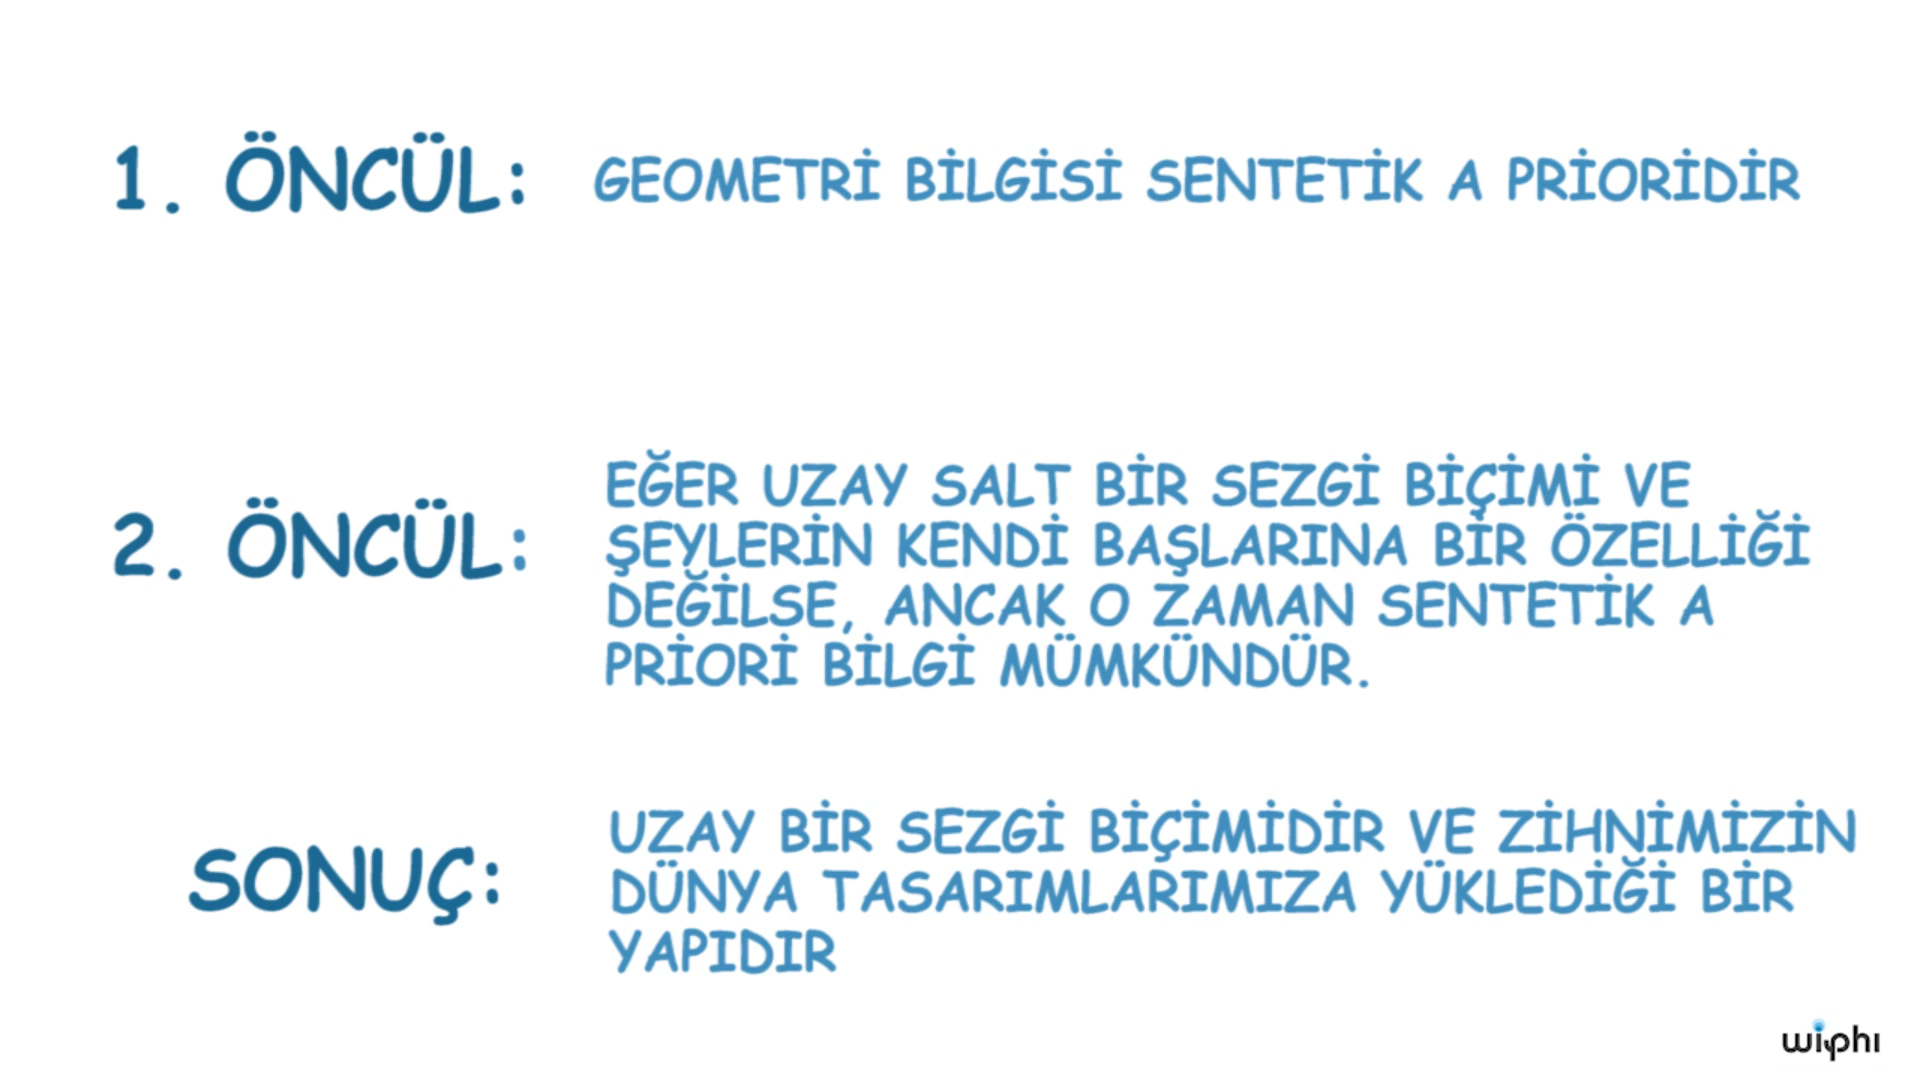 1. ÖNCÜL: GEOMETRİ BİLGİSİ SENTETİK A PRİORİDİR
2. ÖNCÜL: EĞER UZAY SALT BİR SEZGİ BİÇİMİ VE
ŞEYLERİN KENDİ BAŞLARINA BİR ÖZELLİĞİ
DEĞİLSE, ANCAK O ZAMAN SENTETİK A
PRİORİ BİLGİ MÜMKÜNDÜR.
SONUÇ: UZAY BİR SEZGİ BİÇİMİDİR VE ZİHNİMİZİN
DÜNYA TASARIMLARIMIZA YÜKLEDİĞİ BİR
YAPIDIR
wiphi